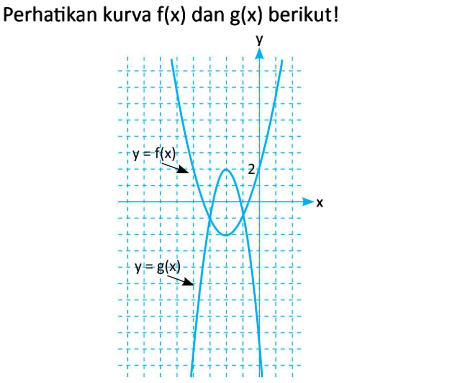 Perhatikan kurva f(x) dan g(x) berikut!
y
y = f(x)
2
x
y = g(x)